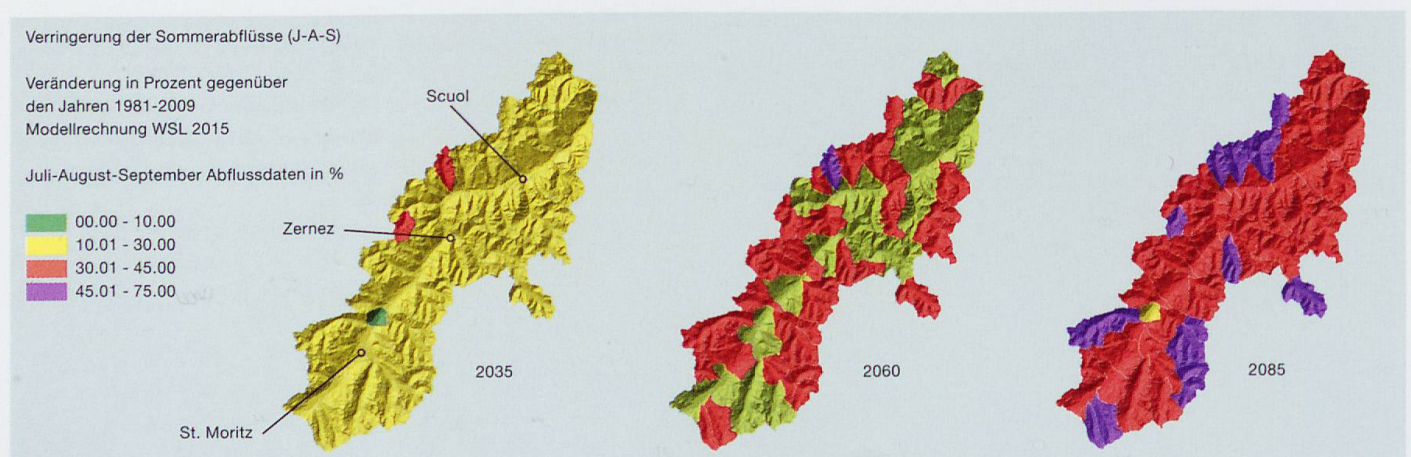 Verringerung der Sommerabflüsse (J-A-S)
Veränderung in Prozent gegenüber
den Jahren 1981-2009
Modellrechnung WSL 2015
Juli-August-September Abflussdaten in %
00.00 - 10.00
10.01 - 30.00
30.01 - 45.00
45.01 - 75.00
Scuol
Zernez
St. Moritz
2035
2060
2085